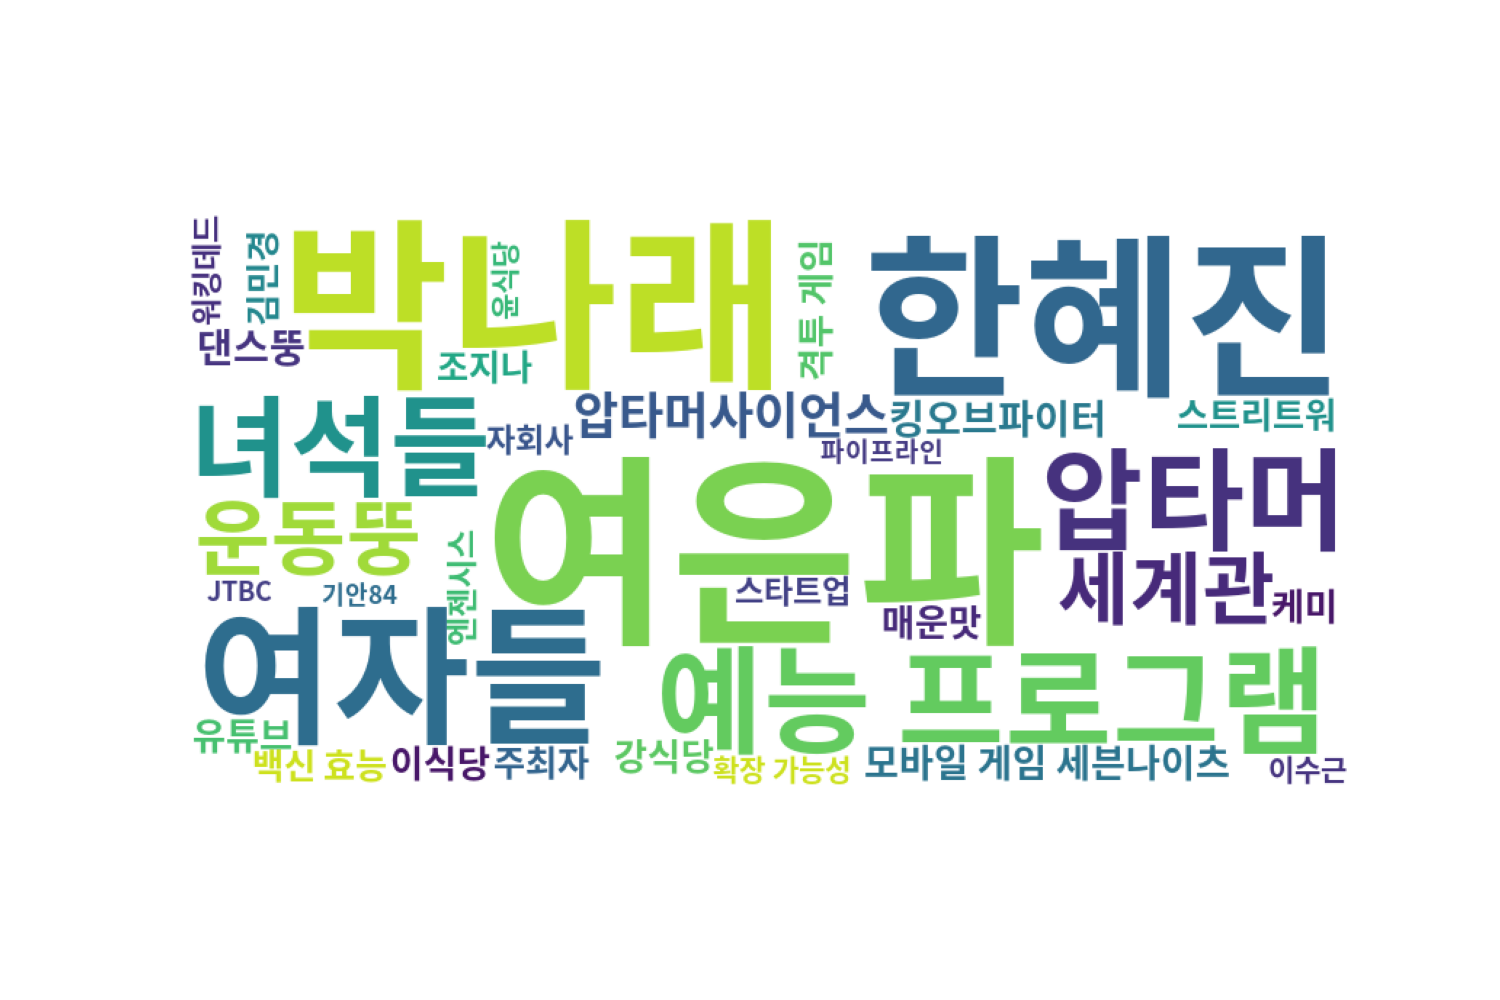 워킹데드
김민경
박나래
윤식당
격투 게임
한혜진
댄스뚱
조지나
녀석들
자회사
압타머사이언스
킹오브파이터
스트리트워
파이프라인
운동뚱
엔젠시스
여은파
압타머
JTBC
기안84
스타트업
매운맛
세계관
케미
여자들
예능 프로그램
유튜브
백신 효능
이식당
주최자
강식당
확장 가능성
모바일 게임 세븐나이츠
이수근